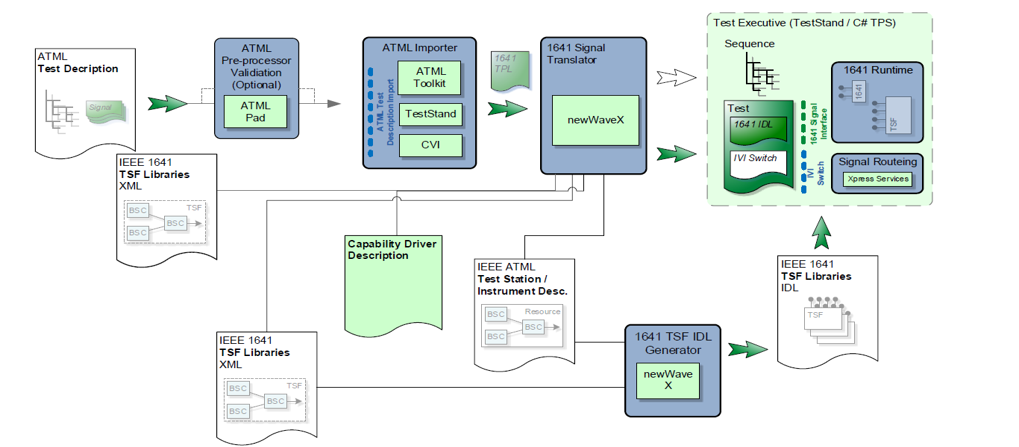 ATML
Test Decription
Signal
ATML
Pre-processor
Validation
(Optional)
ATML
Pad
ATML Importer
ATML Test
Description Import
ATML
Toolkit
TestStand
CVI
1641
TPL
1641 Signal
Translator
newWaveX
Test Executive (TestStand / C# TPS)
Sequence
Test
1641 IDL
IVI Switch
1641 Signal
Interface
IVI
Switch
1641 Runtime
1641
TSF
Signal Routeing
Xpress Services
IEEE 1641
TSF Libraries
XML
TSF
BSC
BSC
BSC
Capability Driver
Description
IEEE ATML
Test Station /
Instrument Desc.
Resource
BSC
BSC
BSC
IEEE 1641
TSF Libraries
IDL
TSF
IEEE 1641
TSF Libraries
XML
TSF
BSC
BSC
BSC
1641 TSF IDL
Generator
newWave
X